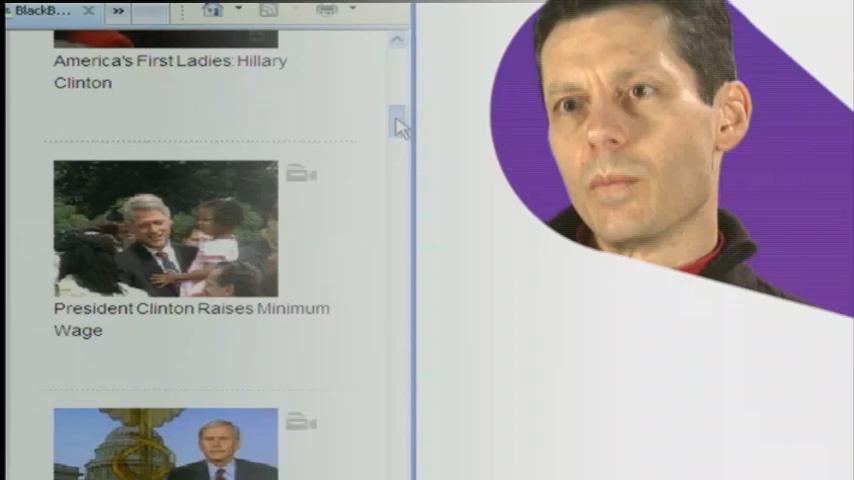 BlackB...
»
America's First Ladies: Hillary
Clinton
President Clinton Raises Minimum
Wage